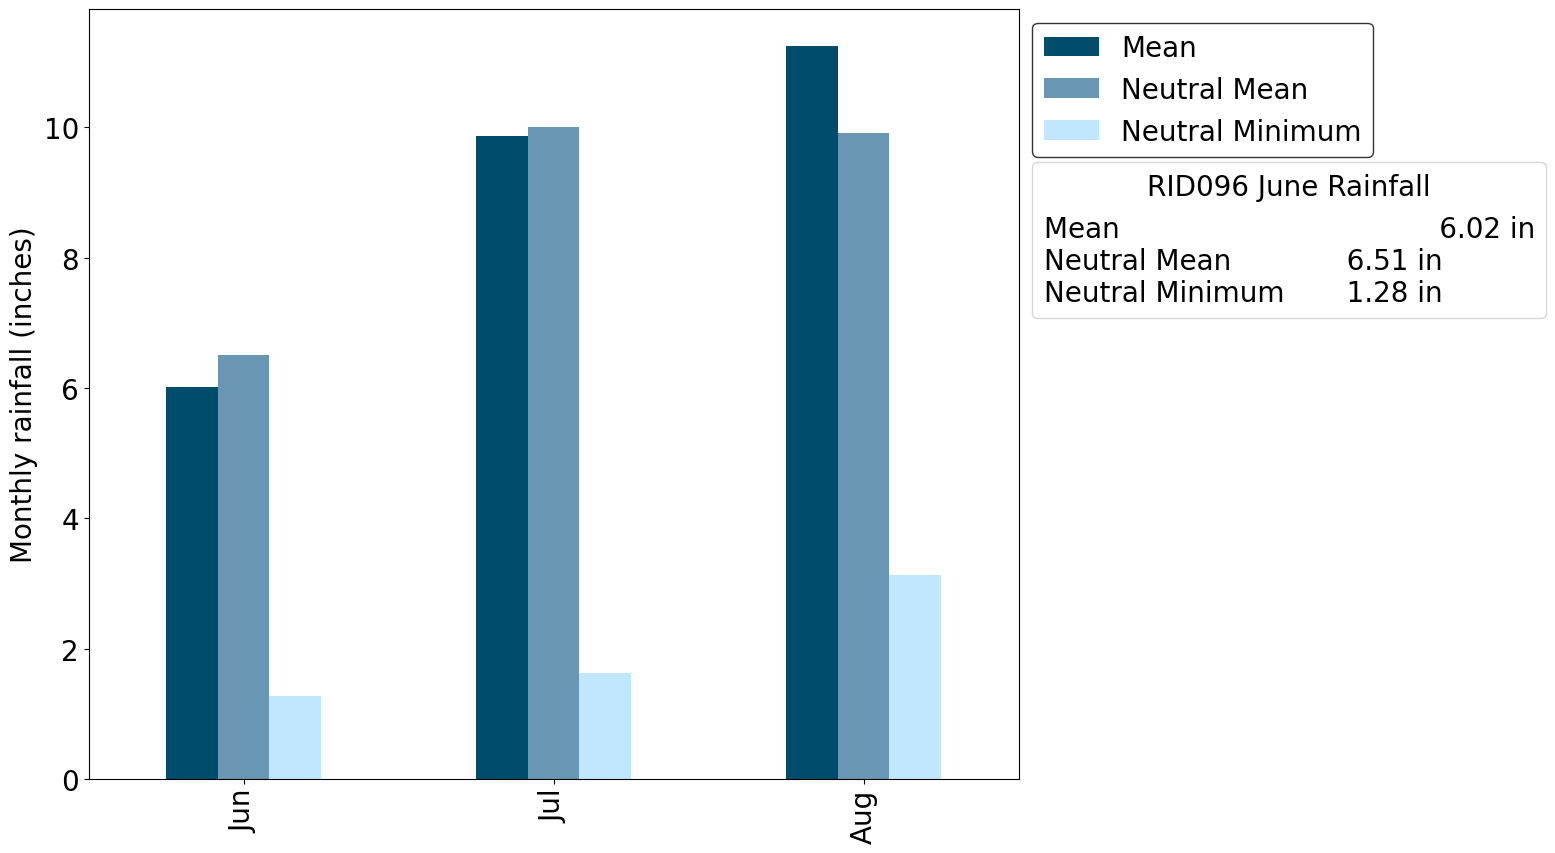 Monthly rainfall (inches)
10
8
6
4
2
0
Jun
Jul
Aug
Mean
Neutral Mean
Neutral Minimum
RID096 June Rainfall
Mean 6.02 in
Neutral Mean 6.51 in
Neutral Minimum 1.28 in